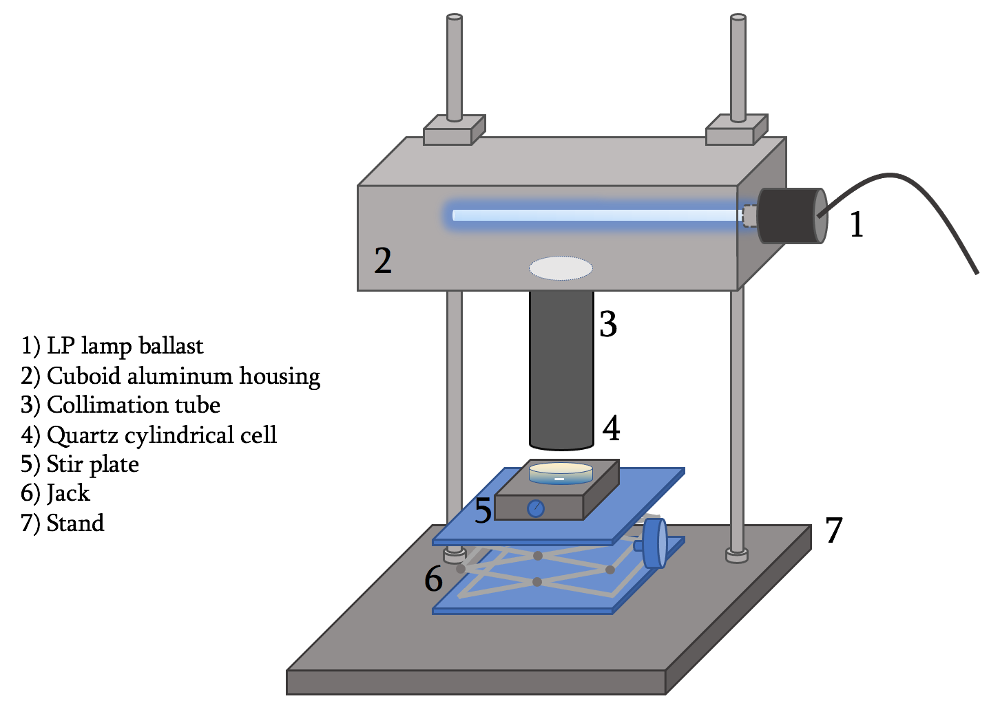 1
2
3
1) LP lamp ballast
2) Cuboid aluminum housing
3) Collimation tube
4) Quartz cylindrical cell
5) Stir plate
6) Jack
7) Stand
4
5
7
6